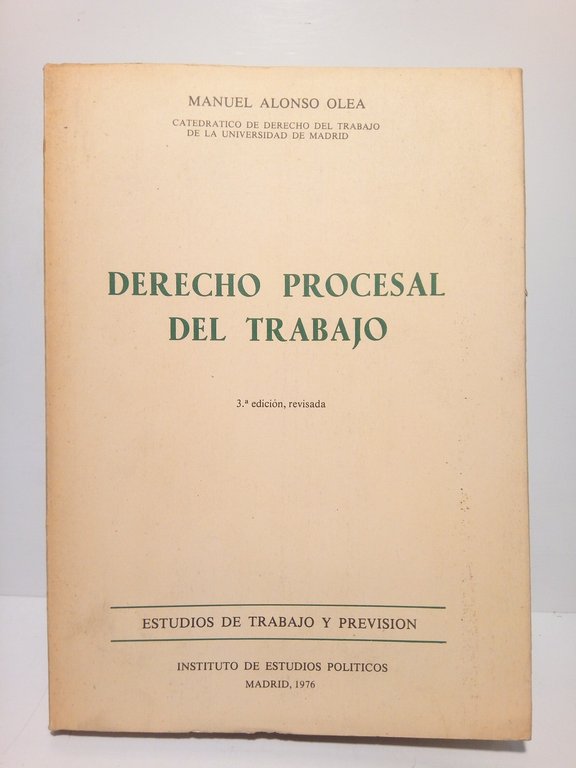 MANUEL ALONSO OLEA
CATEDRATICO DE DERECHO DEL TRABAJO
DE LA UNIVERSIDAD DE MADRID
DERECHO PROCESAL
DEL TRABAJO
3.ª edición, revisada
ESTUDIOS DE TRABAJO Y PREVISION
INSTITUTO DE ESTUDIOS POLITICOS
MADRID, 1976